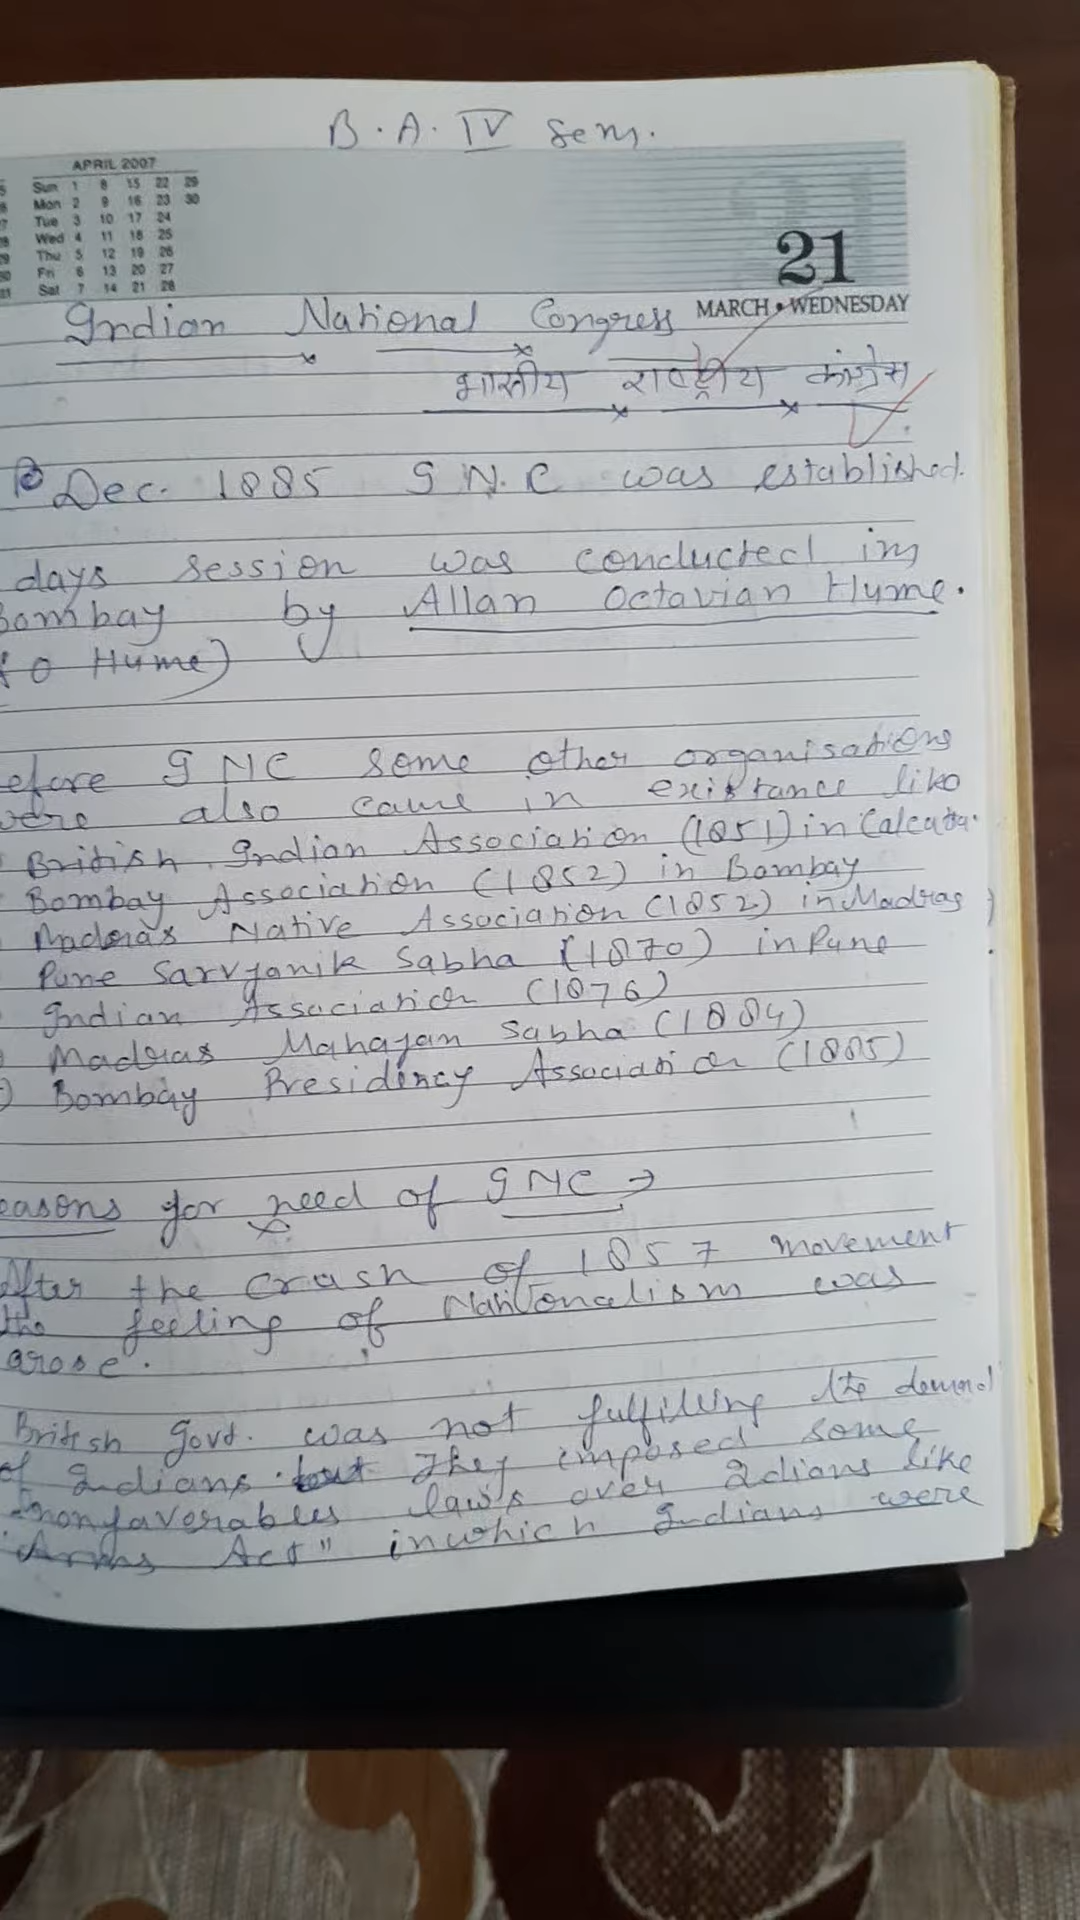 B.A. IV Sem.
APRIL 2007
Sun 1 8 15 22 29
Mon 2 9 16 23 30
Tue 3 10 17 24
Wed 4 11 18 25
Thu 5 12 19 26
Fri 6 13 20 27
Sat 7 14 21 28
21
MARCH • WEDNESDAY
Indian National Congress
भारतीय राष्ट्रीय कांग्रेस
Dec. 1885 I N.C was established.
days session was conducted in
Bombay by Allan Octavian Hume.
O Hume)
efore INC some other organisations
were also came in existance like
British Indian Association (1851) in Calcutta.
Bombay Association (1852) in Bombay
Madras Native Association (1852) in Madras
Pune Sarvjanik Sabha (1870) in Pune
Indian Association (1876)
Madras Mahajan Sabha (1884)
Bombay Presidency Association (1885)
easons for need of INC →
After the crash of 1857 movement
the feeling of Nationalism was
arose.
British Govt. was not fulfilling the demand
of Indians but They imposed some
nonfaverables laws over Idians like
"Arms Act" in which Indians were